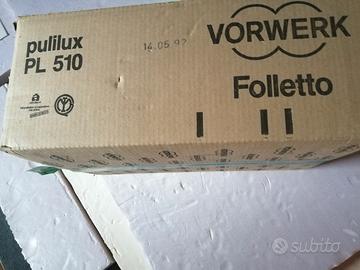 pulilux
PL 510
14.05.92
VORWERK
Folletto
subito